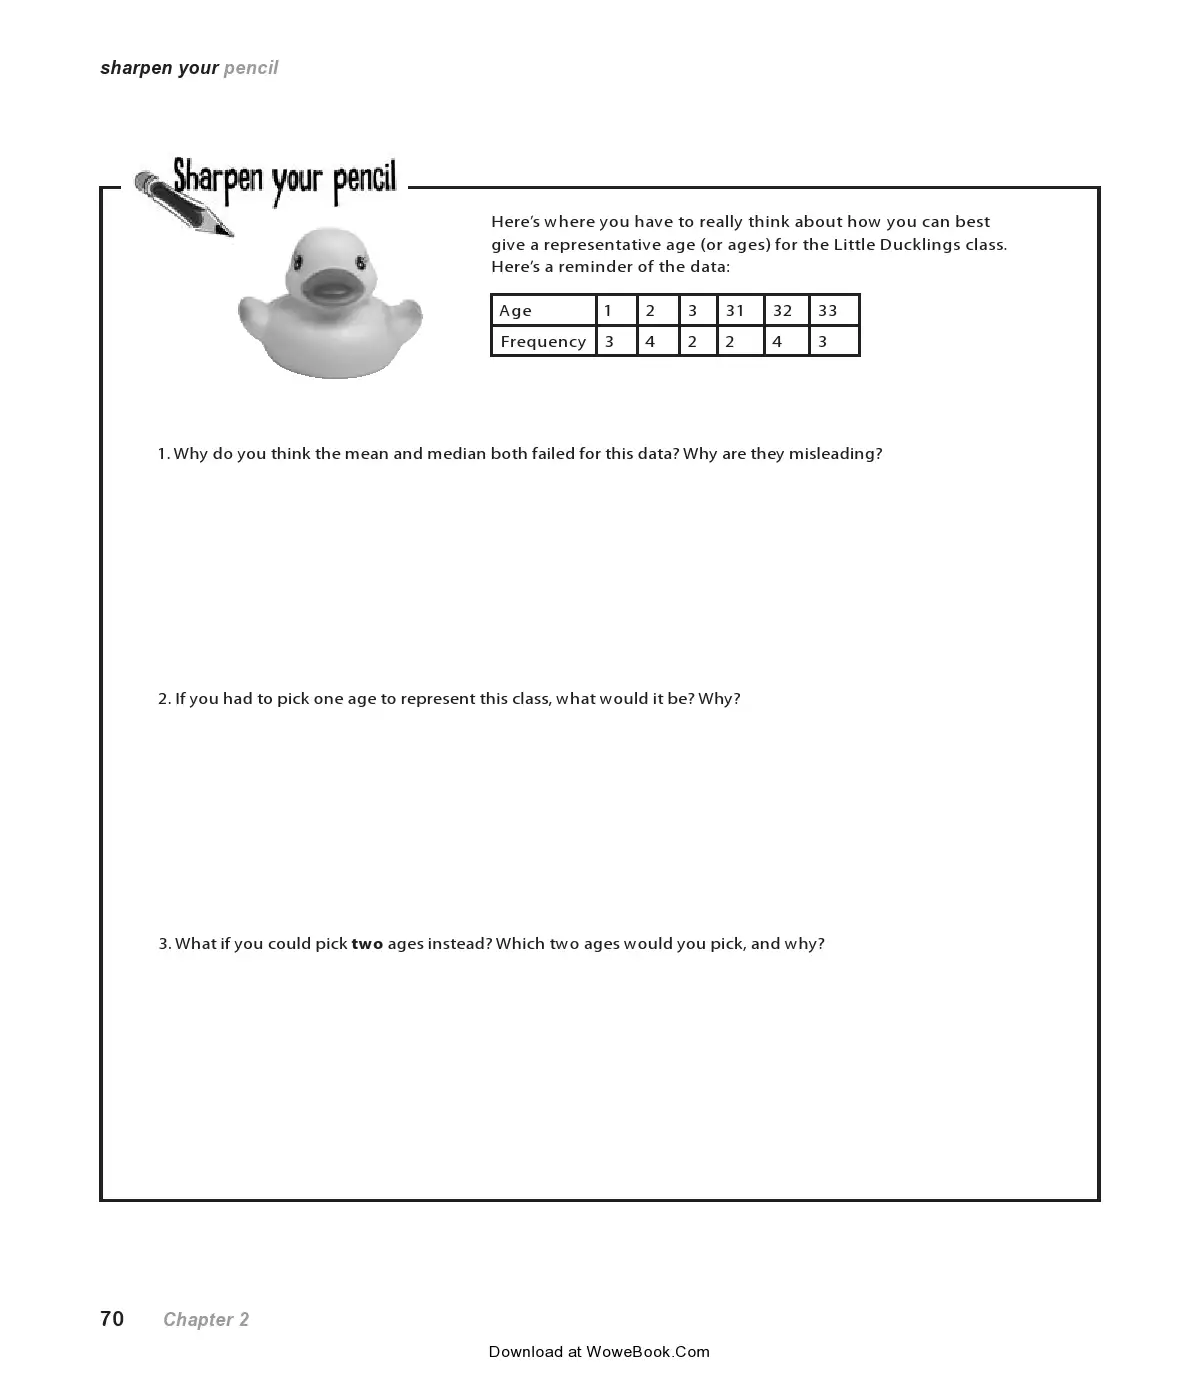 sharpen your pencil
Sharpen your pencil
Here's where you have to really think about how you can best
give a representative age (or ages) for the Little Ducklings class.
Here's a reminder of the data:
Age 1 2 3 31 32 33
Frequency 3 4 2 2 4 3
1. Why do you think the mean and median both failed for this data? Why are they misleading?
2. If you had to pick one age to represent this class, what would it be? Why?
3. What if you could pick two ages instead? Which two ages would you pick, and why?
70 Chapter 2
Download at WoweBook.Com